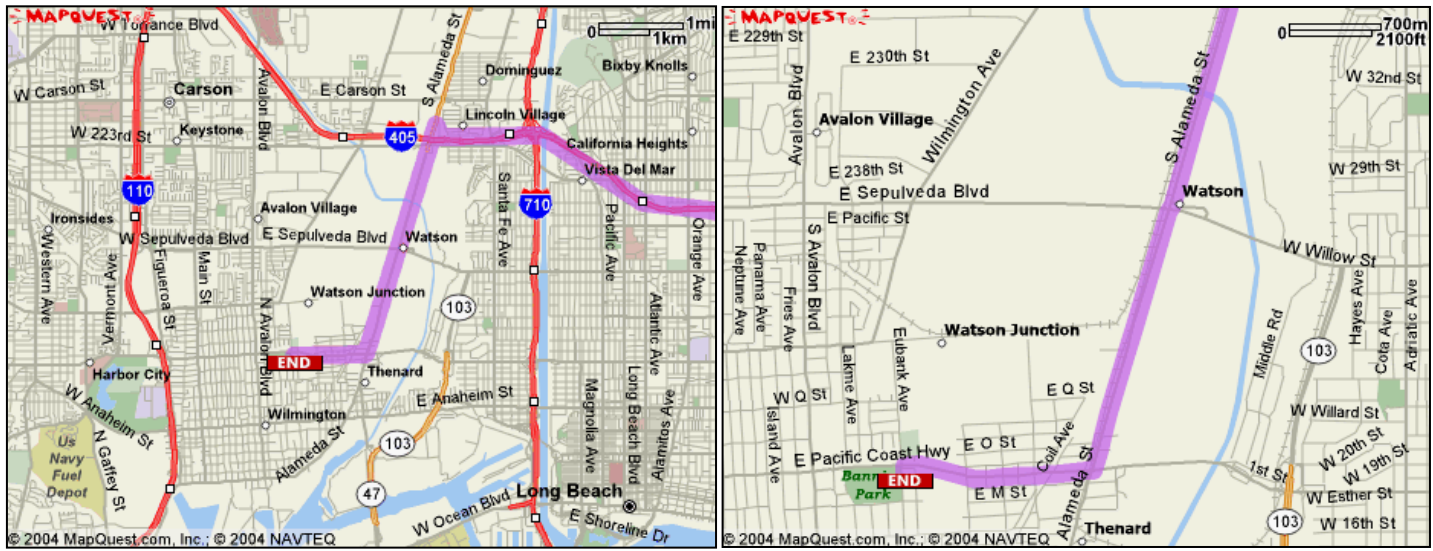 MAPQUEST
1mi
0
1km
W Torrance Blvd
S Alameda St
Dominguez
Bixby Knolls
W Carson St
Carson
Avalon Blvd
E Carson St
Lincoln Village
W 223rd St
Keystone
405
California Heights
Vista Del Mar
110
710
Santa Fe Ave
Pacific Ave
Orange Ave
Ironsides
Avalon Village
W Sepulveda Blvd
E Sepulveda Blvd
Watson
Western Ave
Vermont Ave
Figueroa St
Main St
N Avalon Blvd
Watson Junction
103
Atlantic Ave
END
Harbor City
Thenard
W Anaheim St
E Anaheim St
Wilmington
Magnolia Ave
Long Beach Blvd
Alamitos Ave
Us
Navy
Fuel
Depot
N Gaffey St
Alameda St
103
47
Long Beach
W Ocean Blvd
E Shoreline Dr
© 2004 MapQuest.com, Inc.; © 2004 NAVTEQ
MAPQUEST
700m
0
2100ft
E 229th St
E 230th St
Avalon Blvd
Wilmington Ave
S Alameda St
W 32nd St
Avalon Village
E 238th St
W 29th St
E Sepulveda Blvd
Watson
E Pacific St
Neptune Ave
Panama Ave
Fries Ave
S Avalon Blvd
W Willow St
Hayes Ave
Cota Ave
Adriatic Ave
Watson Junction
Middle Rd
103
Lakme Ave
Eubank Ave
E Q St
W Q St
Island Ave
W Willard St
E Pacific Coast Hwy
E O St
Coil Ave
W 20th St
W 19th St
1st St
Banni
Park
END
E M St
Alameda St
W Esther St
W 16th St
103
Thenard
© 2004 MapQuest.com, Inc.; © 2004 NAVTEQ